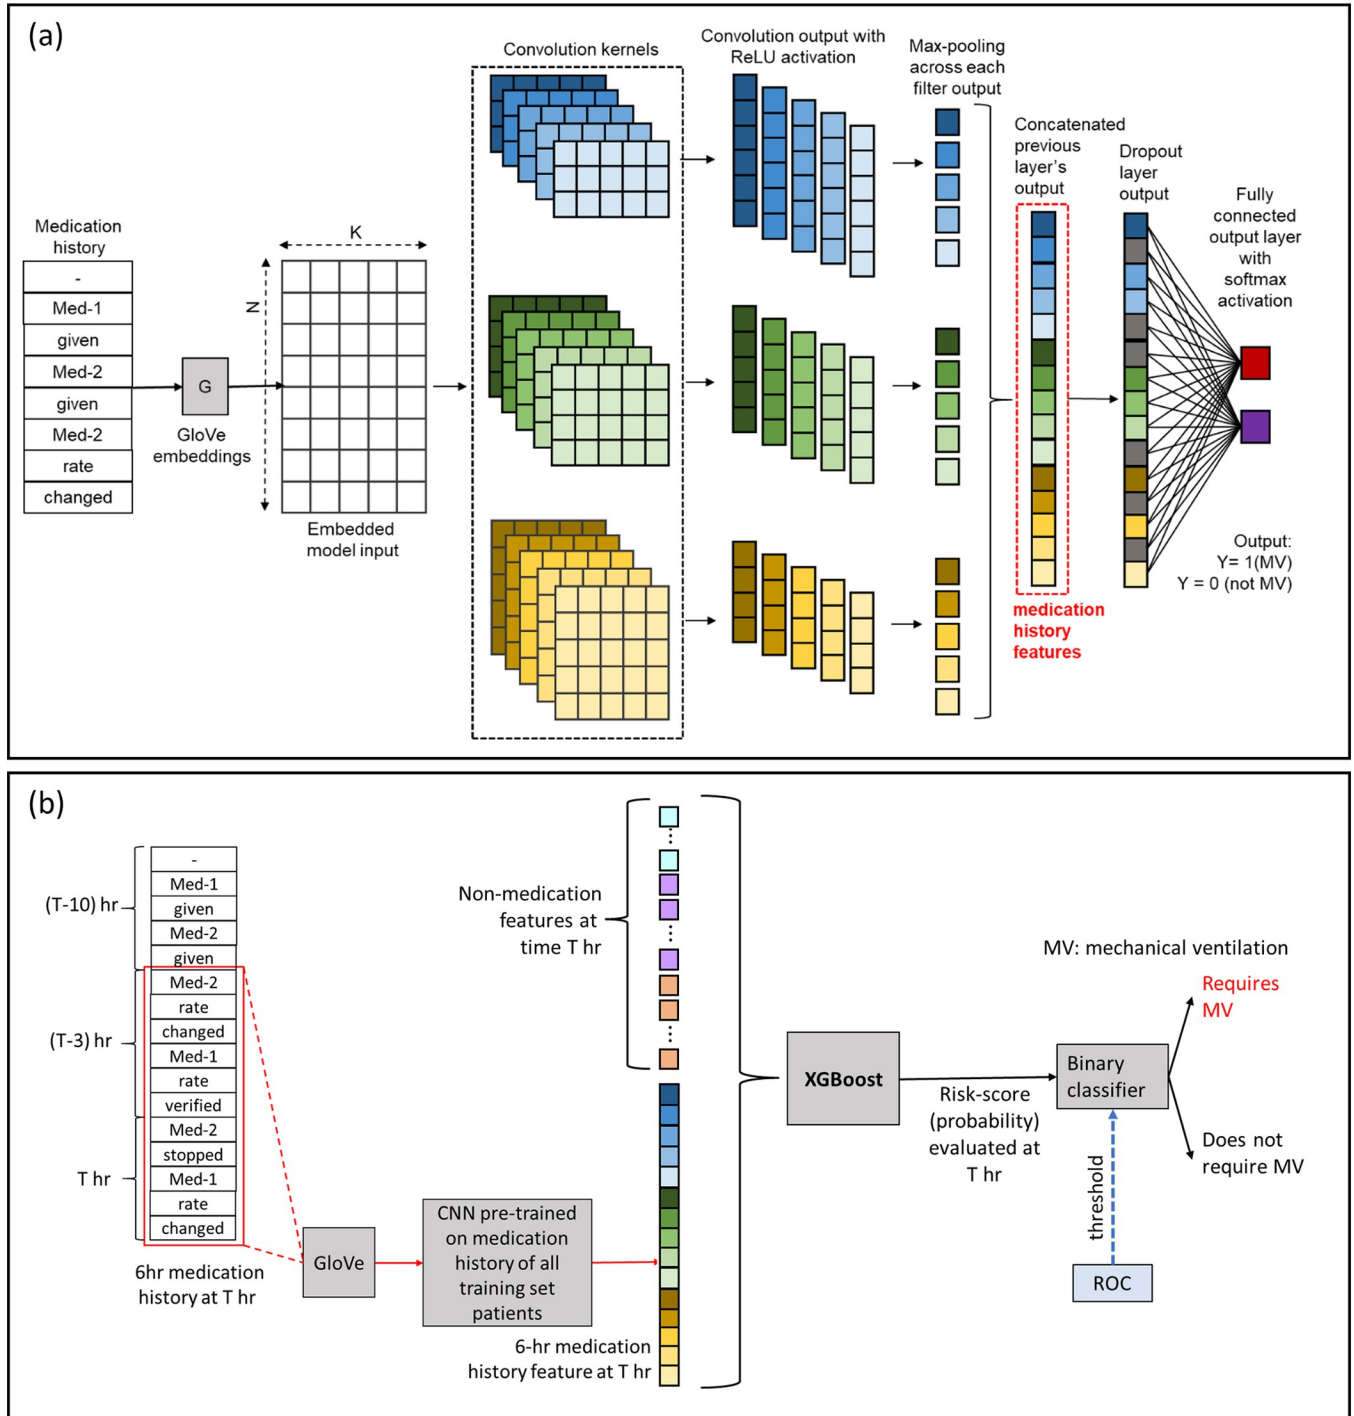 (a)
Convolution kernels
Convolution output with
ReLU activation
Max-pooling
across each
filter output
Concatenated
previous
layer's
output
Dropout
layer
output
Fully
connected
output layer
with
softmax
activation
Medication
history
-
Med-1
given
Med-2
given
Med-2
rate
changed
G
GloVe
embeddings
K
N
Embedded
model input
medication
history
features
Output:
Y= 1(MV)
Y = 0 (not MV)
(b)
(T-10) hr
(T-3) hr
T hr
-
Med-1
given
Med-2
given
Med-2
rate
changed
Med-1
rate
verified
Med-2
stopped
Med-1
rate
changed
6hr medication
history at T hr
GloVe
CNN pre-trained
on medication
history of all
training set
patients
Non-medication
features at
time T hr
6-hr medication
history feature at T hr
XGBoost
Risk-score
(probability)
evaluated at
T hr
MV: mechanical ventilation
Binary
classifier
Requires
MV
Does not
require MV
threshold
ROC